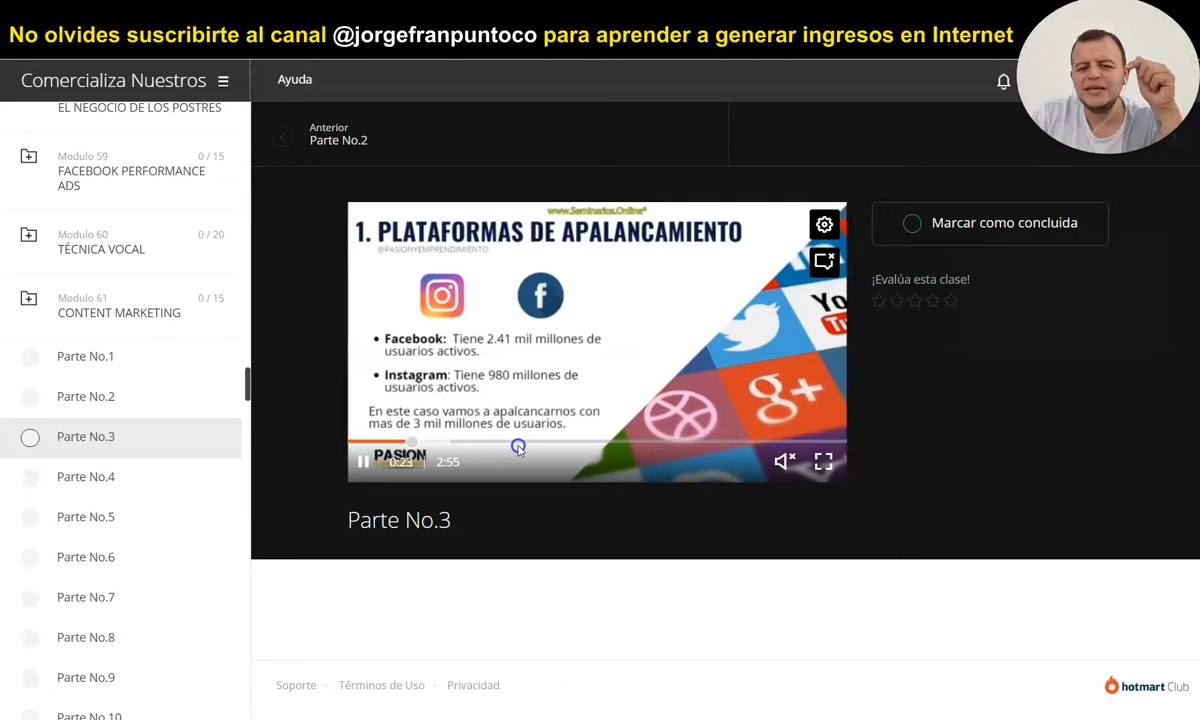 No olvides suscribirte al canal @jorgefranpuntoco para aprender a generar ingresos en Internet
Comercializa Nuestros
Ayuda
EL NEGOCIO DE LOS POSTRES
Modulo 59 0 / 15
FACEBOOK PERFORMANCE
ADS
Modulo 60 0 / 20
TÉCNICA VOCAL
Modulo 61 0 / 15
CONTENT MARKETING
Parte No.1
Parte No.2
Parte No.3
Parte No.4
Parte No.5
Parte No.6
Parte No.7
Parte No.8
Parte No.9
Parte No.10
Anterior
Parte No.2
www.Seminarios.Online®
1. PLATAFORMAS DE APALANCAMIENTO
@PASIONYEMPRENDIMIENTO
• Facebook: Tiene 2.41 mil millones de
usuarios activos.
• Instagram: Tiene 980 millones de
usuarios activos.
En este caso vamos a apalcancarnos con
mas de 3 mil millones de usuarios.
PASION
0:23 2:55
Yo
Tu
g+
Parte No.3
Marcar como concluida
¡Evalúa esta clase!
Soporte · Términos de Uso · Privacidad
hotmart Club